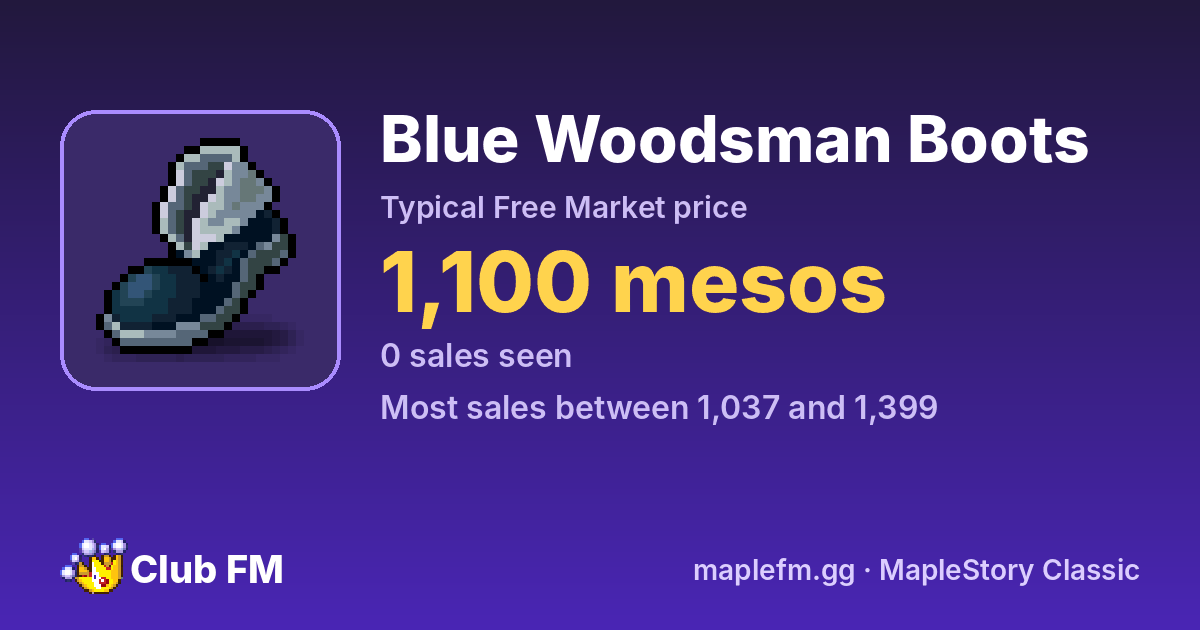 Blue Woodsman Boots
Typical Free Market price
1,100 mesos
0 sales seen
Most sales between 1,037 and 1,399
Club FM
maplefm.gg · MapleStory Classic